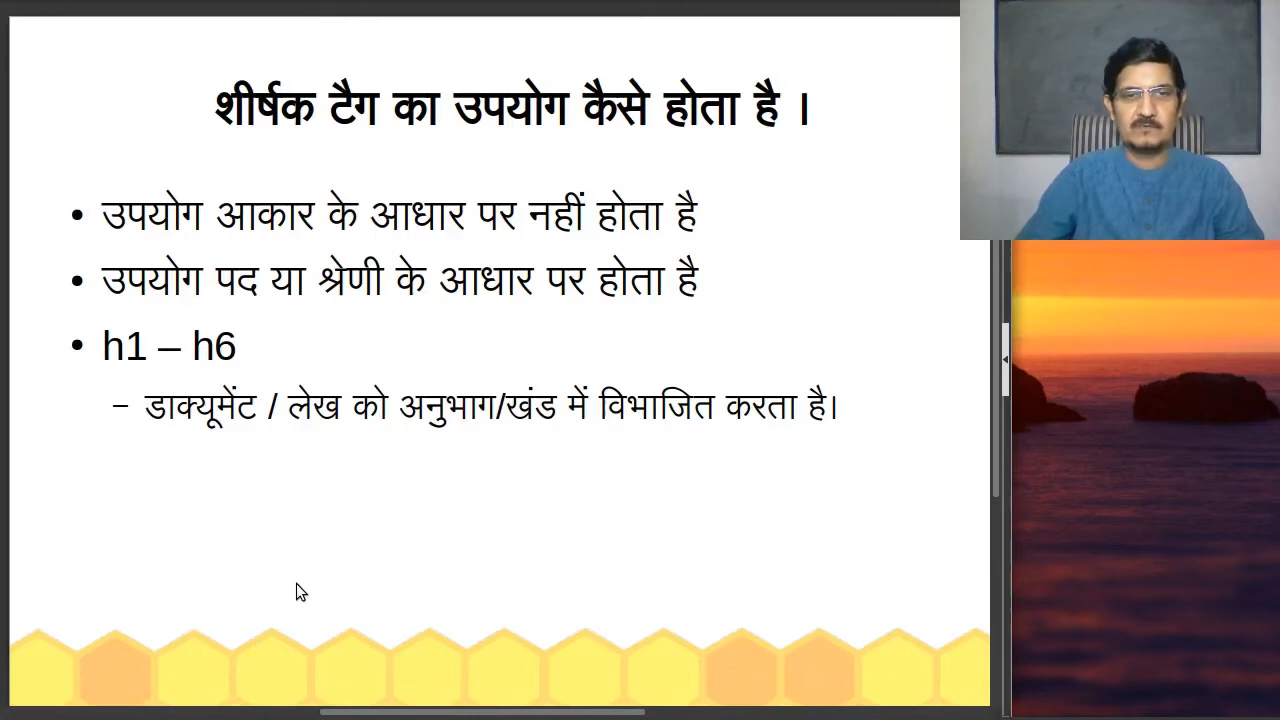 शीर्षक टैग का उपयोग कैसे होता है ।
• उपयोग आकार के आधार पर नहीं होता है
• उपयोग पद या श्रेणी के आधार पर होता है
• h1 – h6
– डाक्यूमेंट / लेख को अनुभाग/खंड में विभाजित करता है।